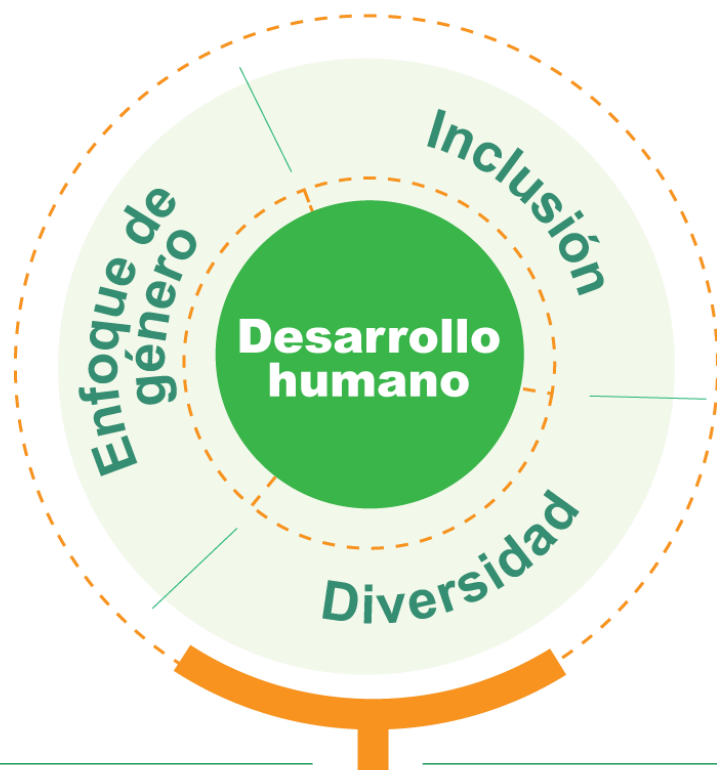 Inclusión
Enfoque de
género
Desarrollo
humano
Diversidad